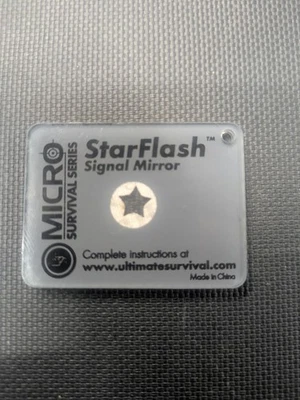 MICRO
SURVIVAL SERIES
StarFlash™
Signal Mirror
Complete instructions at
www.ultimatesurvival.com
Made in China